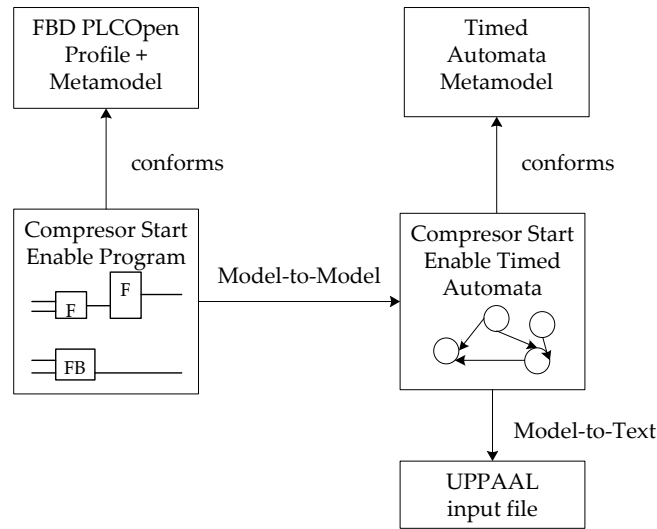 FBD PLCOpen
Profile +
Metamodel
Timed
Automata
Metamodel
conforms
conforms
Compresor Start
Enable Program
F
F
FB
Model-to-Model
Compresor Start
Enable Timed
Automata
Model-to-Text
UPPAAL
input file